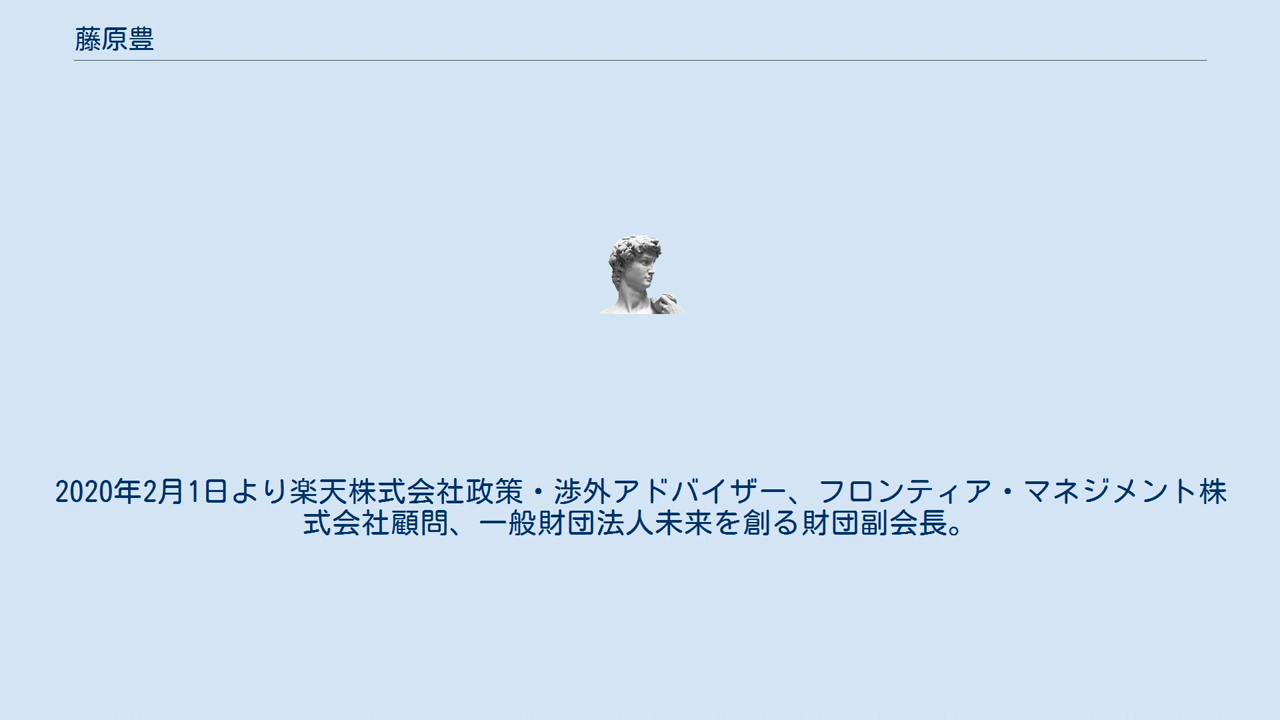 藤原豊
2020年2月1日より楽天株式会社政策・渉外アドバイザー、フロンティア・マネジメント株
式会社顧問、一般財団法人未来を創る財団副会長。